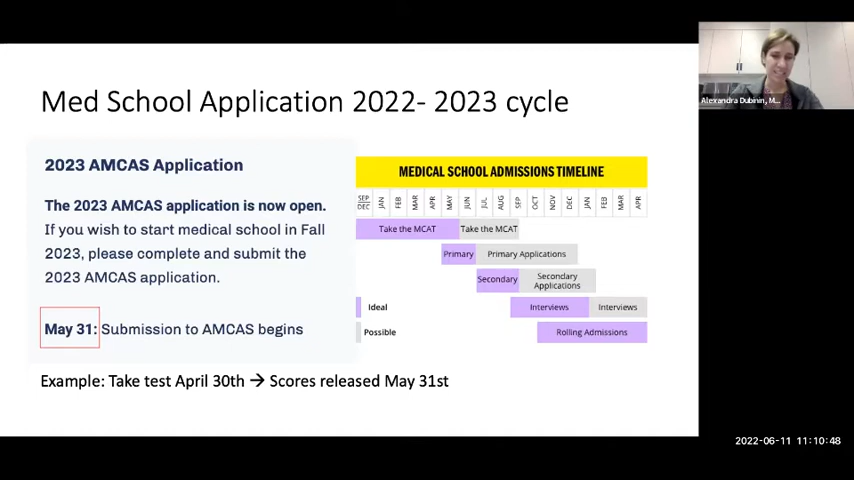 Med School Application 2022- 2023 cycle
2023 AMCAS Application
The 2023 AMCAS application is now open.
If you wish to start medical school in Fall
2023, please complete and submit the
2023 AMCAS application.
May 31: Submission to AMCAS begins
MEDICAL SCHOOL ADMISSIONS TIMELINE
SEP DEC JAN FEB MAR APR MAY JUN JUL AUG SEP OCT NOV DEC JAN FEB MAR APR
Take the MCAT Take the MCAT
Primary Primary Applications
Secondary Secondary
Applications
Ideal Interviews Interviews
Possible Rolling Admissions
Example: Take test April 30th → Scores released May 31st
Alexandra Dubinin, M...
2022-06-11 11:10:48